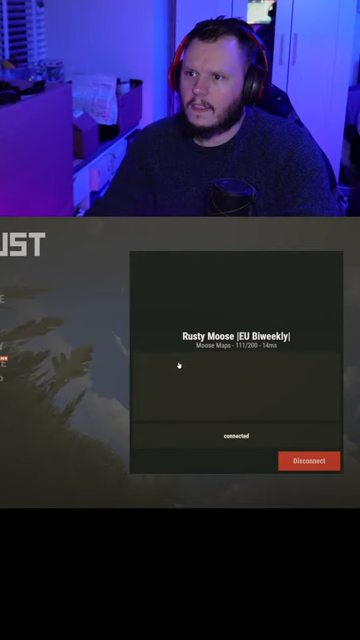 UST
Rusty Moose |EU Biweekly|
Moose Maps - 111/200 - 14ms
connected
Disconnect